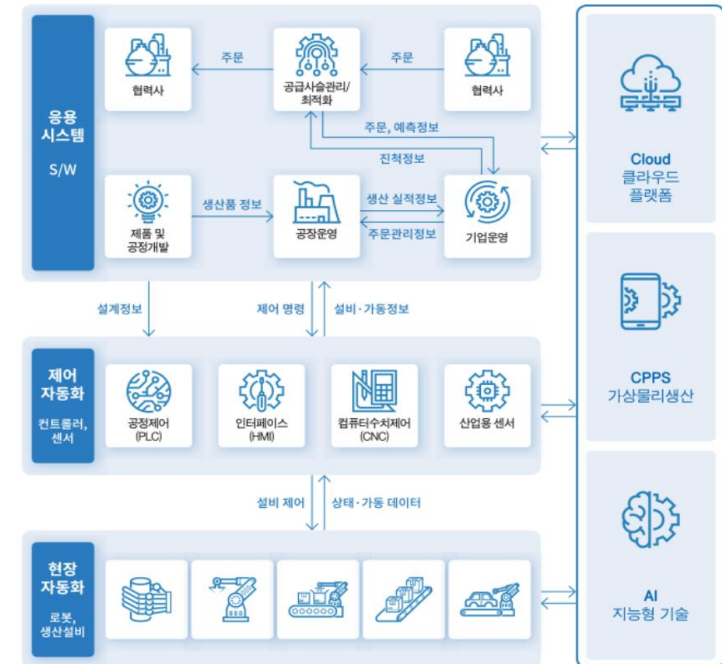 응용
시스템
S/W
협력사
주문
공급사슬관리/
최적화
주문
협력사
주문, 예측정보
진척정보
제품 및
공정개발
생산품 정보
공장운영
생산 실적정보
주문관리정보
기업운영
설계정보
제어 명령
설비·가동정보
제어
자동화
컨트롤러,
센서
공정제어
(PLC)
인터페이스
(HMI)
컴퓨터수치제어
(CNC)
산업용 센서
설비 제어
상태·가동 데이터
현장
자동화
로봇,
생산설비
Cloud
클라우드
플랫폼
CPPS
가상물리생산
AI
지능형 기술